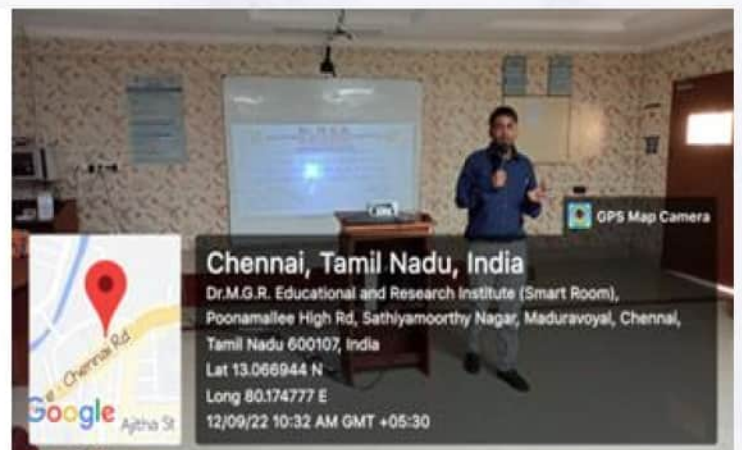 Dr. M.G.R.
GPS Map Camera
Chennai, Tamil Nadu, India
Dr.M.G.R. Educational and Research Institute (Smart Room),
Poonamallee High Rd, Sathiyamoorthy Nagar, Maduravoyal, Chennai,
Tamil Nadu 600107, India
Lat 13.066944 N
Long 80.174777 E
12/09/22 10:32 AM GMT +05:30
e - Chennai Rd
Google
Ajitha St